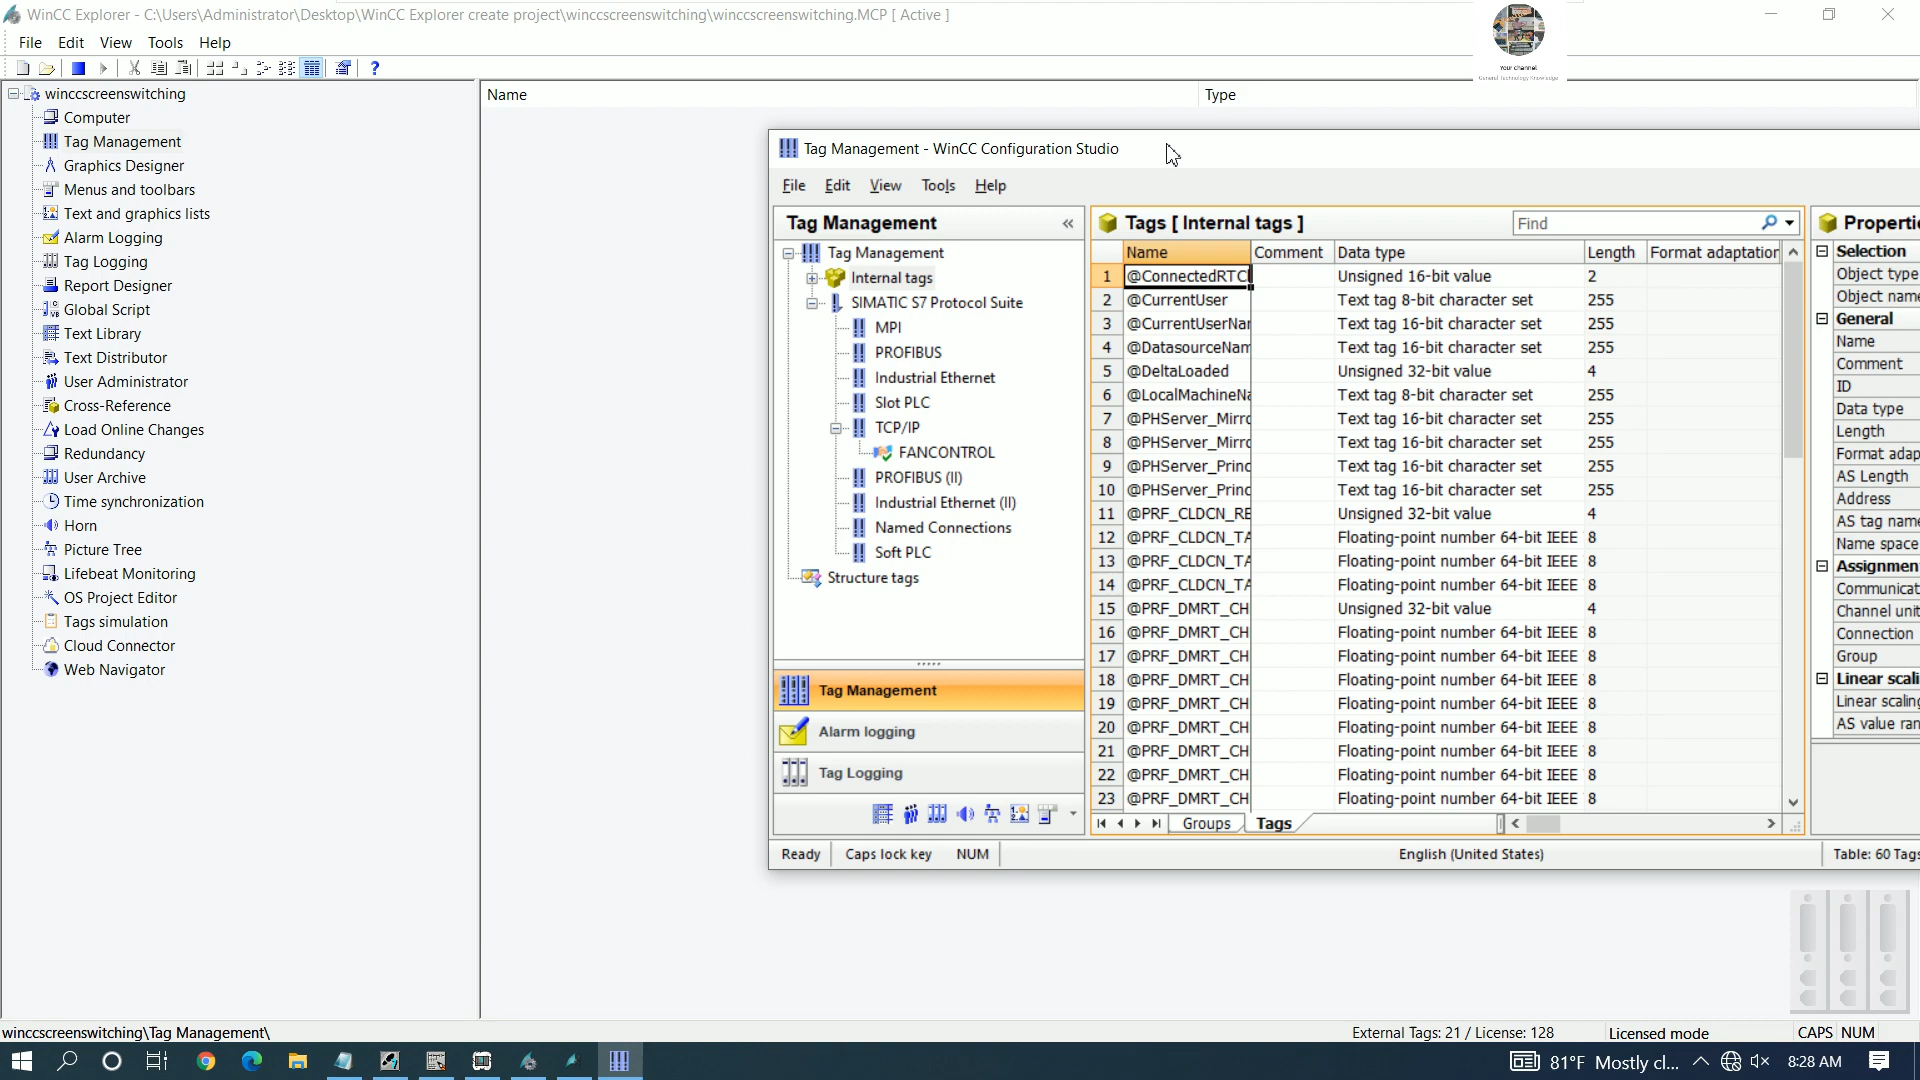 WinCC Explorer - C:\Users\Administrator\Desktop\WinCC Explorer create project\winccscreenswitching\winccscreenswitching.MCP [ Active ]
File Edit View Tools Help
Your channel
General Technology Knowledge
winccscreenswitching
Computer
Tag Management
Graphics Designer
Menus and toolbars
Text and graphics lists
Alarm Logging
Tag Logging
Report Designer
Global Script
Text Library
Text Distributor
User Administrator
Cross-Reference
Load Online Changes
Redundancy
User Archive
Time synchronization
Horn
Picture Tree
Lifebeat Monitoring
OS Project Editor
Tags simulation
Cloud Connector
Web Navigator
Name Type
Tag Management - WinCC Configuration Studio
File Edit View Tools Help
Tag Management «
Tag Management
Internal tags
SIMATIC S7 Protocol Suite
MPI
PROFIBUS
Industrial Ethernet
Slot PLC
TCP/IP
FANCONTROL
PROFIBUS (II)
Industrial Ethernet (II)
Named Connections
Soft PLC
Structure tags
Tag Management
Alarm logging
Tag Logging
Tags [ Internal tags ] Find
Name Comment Data type Length Format adaptation
1 @ConnectedRTCl Unsigned 16-bit value 2
2 @CurrentUser Text tag 8-bit character set 255
3 @CurrentUserNar Text tag 16-bit character set 255
4 @DatasourceNam Text tag 16-bit character set 255
5 @DeltaLoaded Unsigned 32-bit value 4
6 @LocalMachineNa Text tag 8-bit character set 255
7 @PHServer_Mirro Text tag 16-bit character set 255
8 @PHServer_Mirro Text tag 16-bit character set 255
9 @PHServer_Princ Text tag 16-bit character set 255
10 @PHServer_Princ Text tag 16-bit character set 255
11 @PRF_CLDCN_RE Unsigned 32-bit value 4
12 @PRF_CLDCN_TA Floating-point number 64-bit IEEE 8
13 @PRF_CLDCN_TA Floating-point number 64-bit IEEE 8
14 @PRF_CLDCN_TA Floating-point number 64-bit IEEE 8
15 @PRF_DMRT_CH Unsigned 32-bit value 4
16 @PRF_DMRT_CH Floating-point number 64-bit IEEE 8
17 @PRF_DMRT_CH Floating-point number 64-bit IEEE 8
18 @PRF_DMRT_CH Floating-point number 64-bit IEEE 8
19 @PRF_DMRT_CH Floating-point number 64-bit IEEE 8
20 @PRF_DMRT_CH Floating-point number 64-bit IEEE 8
21 @PRF_DMRT_CH Floating-point number 64-bit IEEE 8
22 @PRF_DMRT_CH Floating-point number 64-bit IEEE 8
23 @PRF_DMRT_CH Floating-point number 64-bit IEEE 8
Groups Tags
Properti
Selection
Object type
Object name
General
Name
Comment
ID
Data type
Length
Format adap
AS Length
Address
AS tag name
Name space
Assignmen
Communicat
Channel unit
Connection
Group
Linear scali
Linear scaling
AS value ran
Ready Caps lock key NUM English (United States) Table: 60 Tags
winccscreenswitching\Tag Management\ External Tags: 21 / License: 128 Licensed mode CAPS NUM
81°F Mostly cl... 8:28 AM